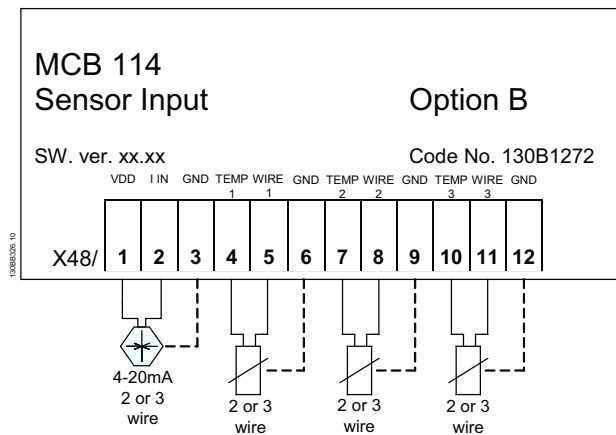 MCB 114
Sensor Input Option B
SW. ver. xx.xx Code No. 130B1272
VDD I IN GND TEMP WIRE GND TEMP WIRE GND TEMP WIRE GND
1 1 2 2 3 3
X48/ 1 2 3 4 5 6 7 8 9 10 11 12
130BB326.10
4-20mA
2 or 3 2 or 3 2 or 3 2 or 3
wire wire wire wire